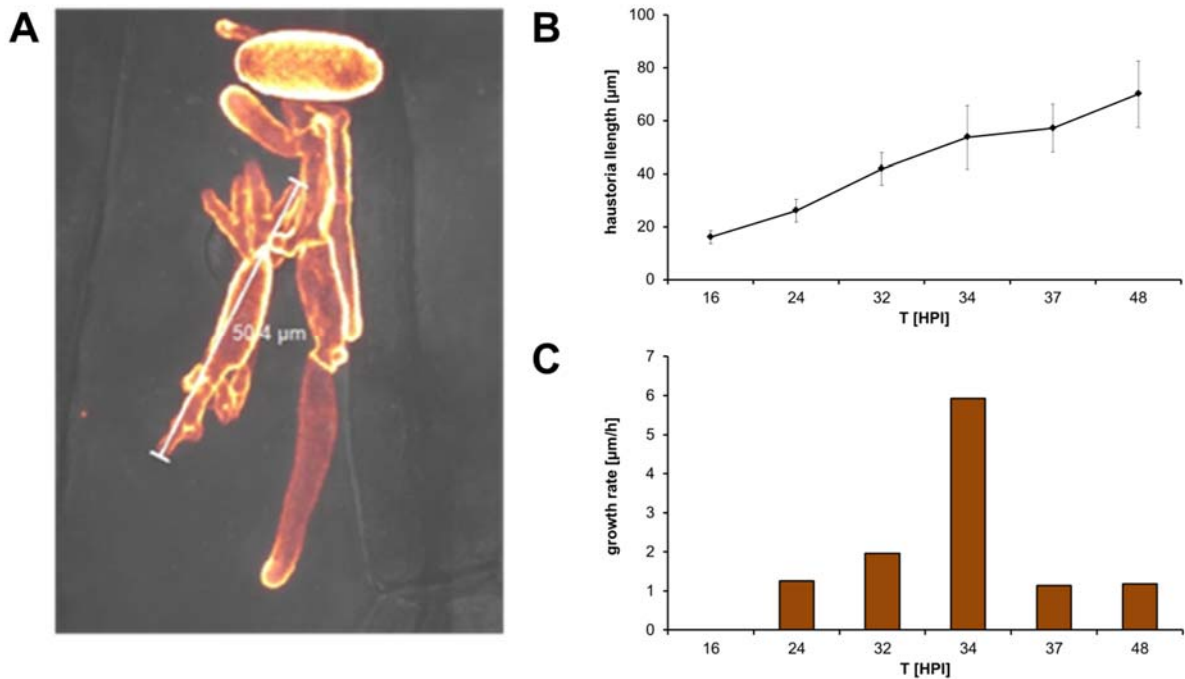 A
50.4 µm
B
haustoria llength [µm]
100
80
60
40
20
0
16 24 32 34 37 48
T [HPI]
C
growth rate [µm/h]
7
6
5
4
3
2
1
0
16 24 32 34 37 48
T [HPI]